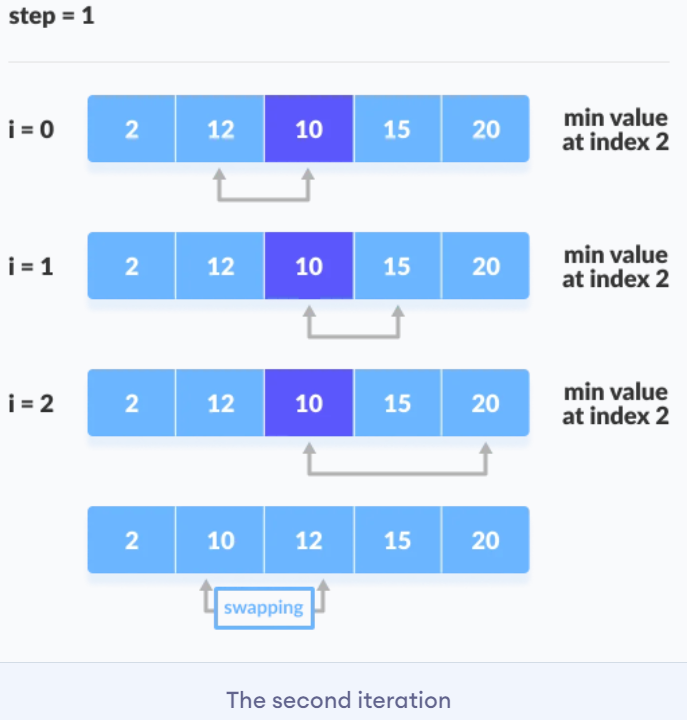 step = 1
i = 0
2 12 10 15 20
min value
at index 2
i = 1
2 12 10 15 20
min value
at index 2
i = 2
2 12 10 15 20
min value
at index 2
2 10 12 15 20
swapping
The second iteration